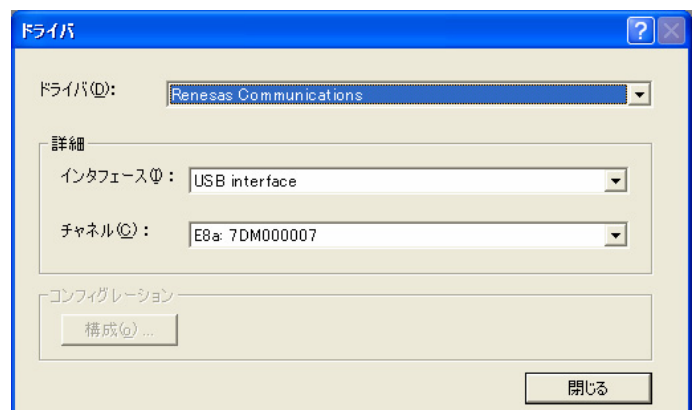 ドライバ
ドライバ(D): Renesas Communications
詳細
インタフェース(I): USB interface
チャネル(C): E8a: 7DM000007
コンフィグレーション
構成(o) ...
閉じる